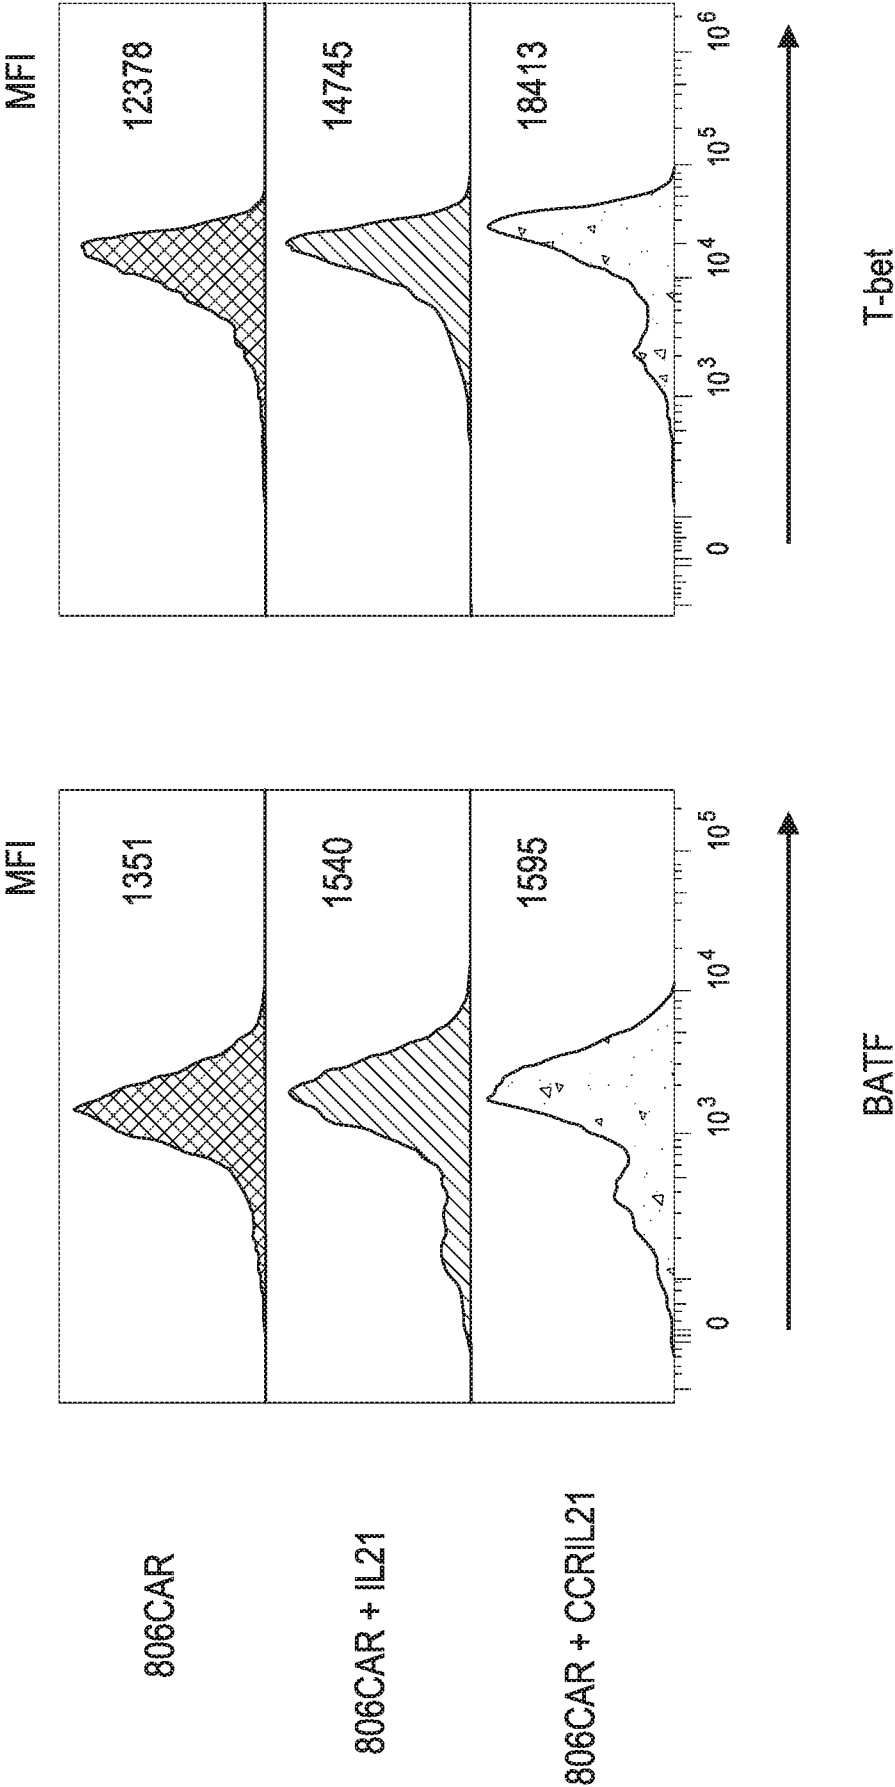 MFI
MFI
806CAR
1351
12378
806CAR + IL21
1540
14745
806CAR + CCRIL21
1595
18413
0 10³ 10⁴ 10⁵
0 10³ 10⁴ 10⁵ 10⁶
BATF
T-bet